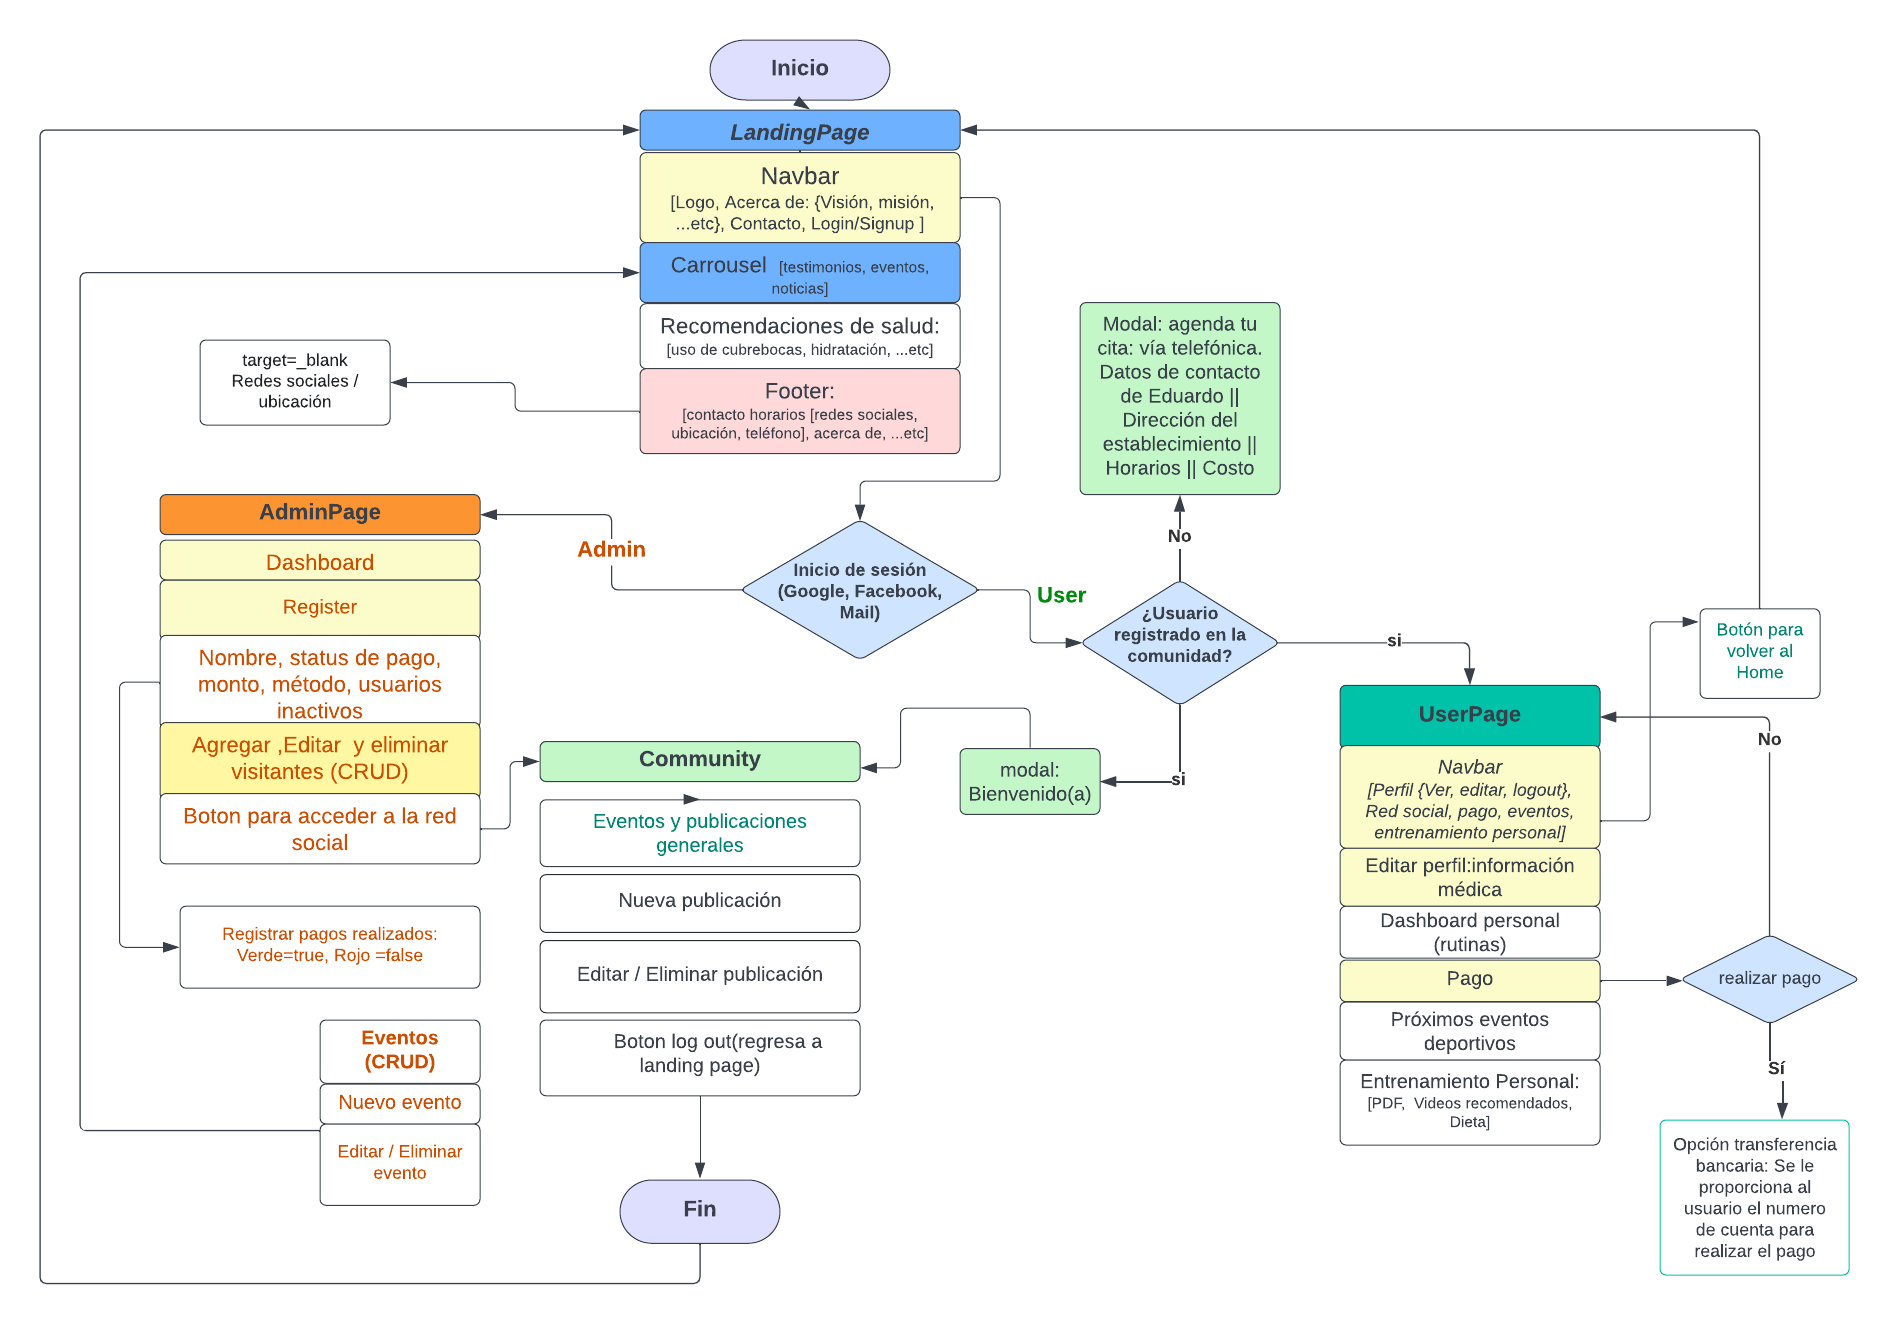 Inicio
LandingPage
Navbar
[Logo, Acerca de: {Visión, misión,
...etc}, Contacto, Login/Signup ]
Carrousel [testimonios, eventos,
noticias]
Recomendaciones de salud:
[uso de cubrebocas, hidratación, ...etc]
Footer:
[contacto horarios [redes sociales,
ubicación, teléfono], acerca de, ...etc]
target=_blank
Redes sociales /
ubicación
Modal: agenda tu
cita: vía telefónica.
Datos de contacto
de Eduardo ||
Dirección del
establecimiento ||
Horarios || Costo
No
AdminPage
Dashboard
Register
Nombre, status de pago,
monto, método, usuarios
inactivos
Agregar ,Editar  y eliminar
visitantes (CRUD)
Boton para acceder a la red
social
Admin
Inicio de sesión
(Google, Facebook,
Mail)
User
¿Usuario
registrado en la
comunidad?
si
si
Botón para
volver al
Home
UserPage
Navbar
[Perfil {Ver, editar, logout},
Red social, pago, eventos,
entrenamiento personal]
Editar perfil:información
médica
Dashboard personal
(rutinas)
Pago
Próximos eventos
deportivos
Entrenamiento Personal:
[PDF,  Videos recomendados,
Dieta]
No
realizar pago
Sí
Opción transferencia
bancaria: Se le
proporciona al
usuario el numero
de cuenta para
realizar el pago
modal:
Bienvenido(a)
Community
Eventos y publicaciones
generales
Nueva publicación
Editar / Eliminar publicación
Boton log out(regresa a
landing page)
Registrar pagos realizados:
Verde=true, Rojo =false
Eventos
(CRUD)
Nuevo evento
Editar / Eliminar
evento
Fin